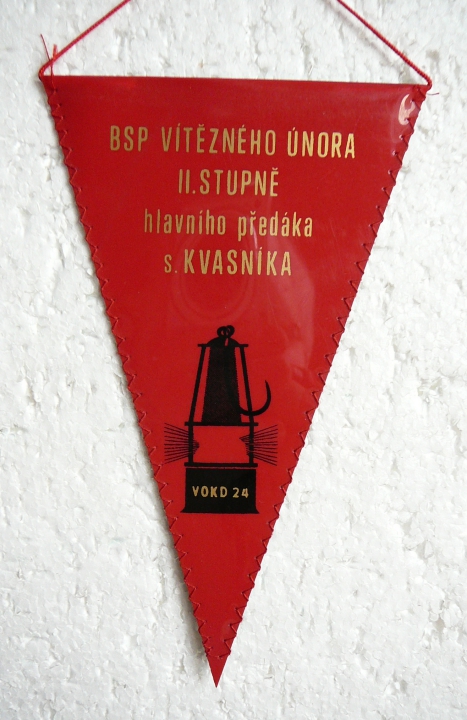 BSP VÍTĚZNÉHO ÚNORA
II.STUPNĚ
hlavního předáka
s. KVASNÍKA
VOKD 24